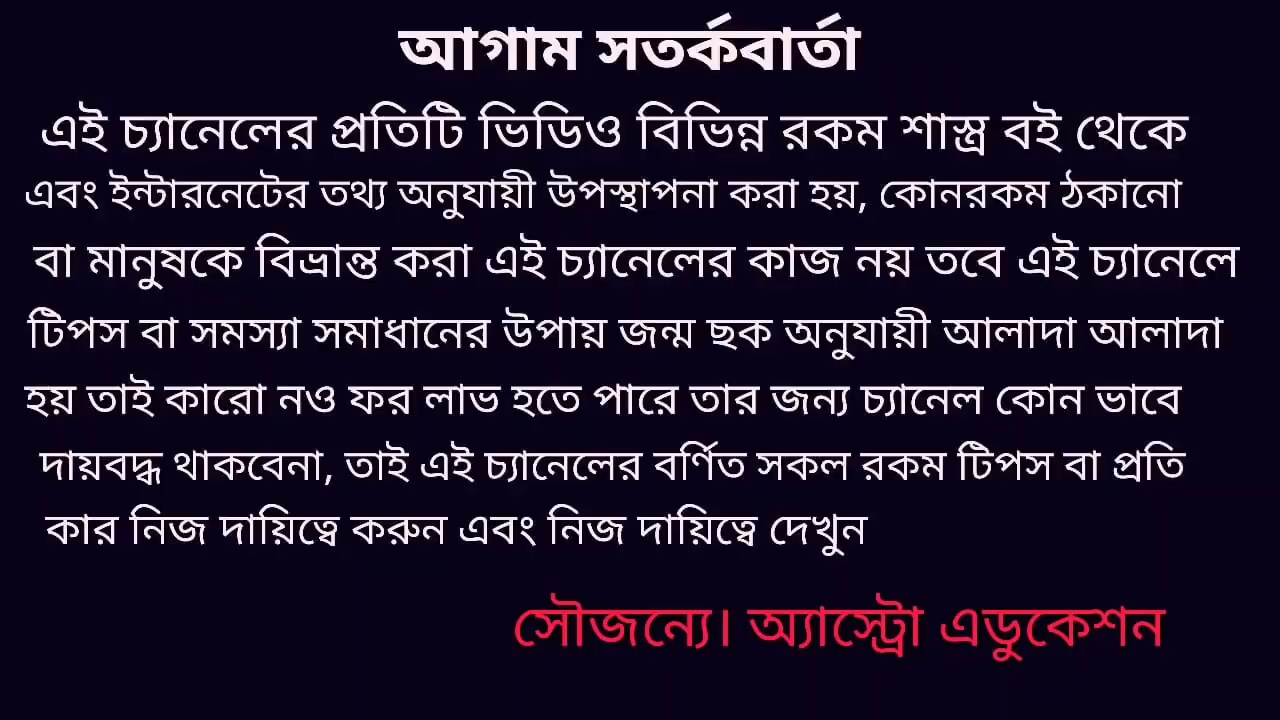 আগাম সতর্কবার্তা
এই চ্যানেলের প্রতিটি ভিডিও বিভিন্ন রকম শাস্ত্র বই থেকে
এবং ইন্টারনেটের তথ্য অনুযায়ী উপস্থাপনা করা হয়, কোনরকম ঠকানো
বা মানুষকে বিভ্রান্ত করা এই চ্যানেলের কাজ নয় তবে এই চ্যানেলে
টিপস বা সমস্যা সমাধানের উপায় জন্ম ছক অনুযায়ী আলাদা আলাদা
হয় তাই কারো নও ফর লাভ হতে পারে তার জন্য চ্যানেল কোন ভাবে
দায়বদ্ধ থাকবেনা, তাই এই চ্যানেলের বর্ণিত সকল রকম টিপস বা প্রতি
কার নিজ দায়িত্বে করুন এবং নিজ দায়িত্বে দেখুন
সৌজন্যে। অ্যাস্ট্রো এডুকেশন